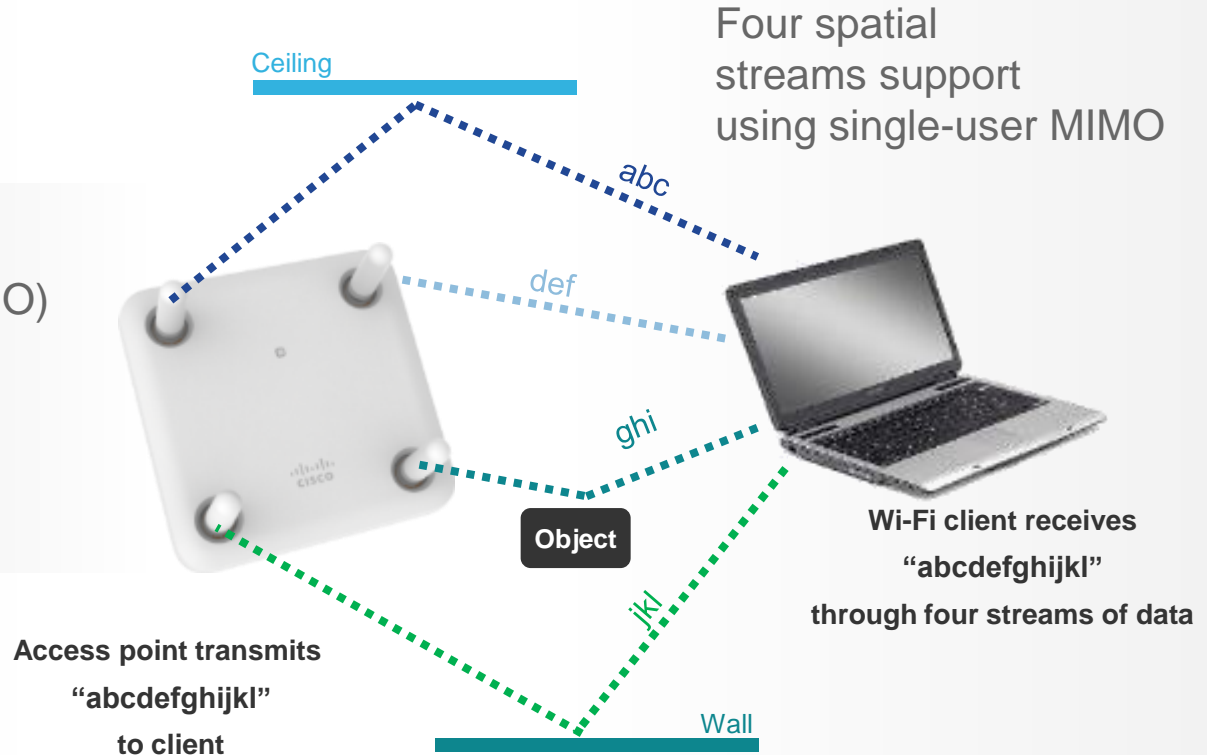 Four spatial
streams support
using single-user MIMO
Ceiling
abc
O)
def
ghi
CISCO
Object
Wi-Fi client receives
“abcdefghijkl”
through four streams of data
jkl
Access point transmits
“abcdefghijkl”
to client
Wall